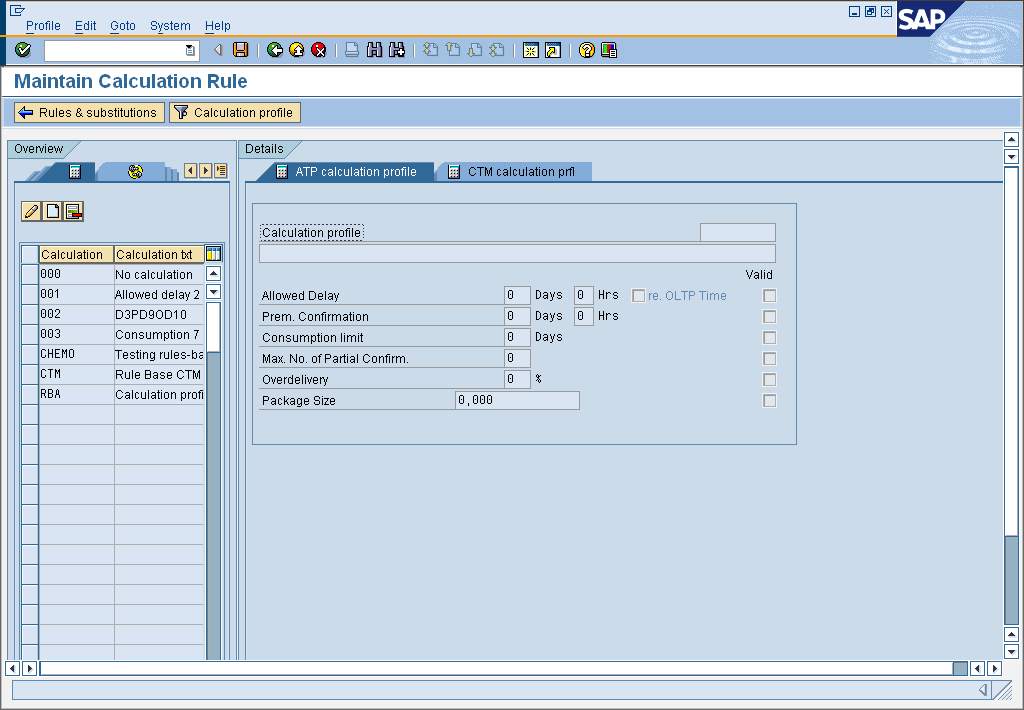 Profile Edit Goto System Help
SAP
Maintain Calculation Rule
Rules & substitutions Calculation profile
Overview
Details
ATP calculation profile CTM calculation prfl
Calculation Calculation txt
000 No calculation
001 Allowed delay 2
002 D3PD9OD10
003 Consumption 7
CHEMO Testing rules-ba
CTM Rule Base CTM
RBA Calculation profi
Calculation profile
Valid
Allowed Delay 0 Days 0 Hrs re. OLTP Time
Prem. Confirmation 0 Days 0 Hrs
Consumption limit 0 Days
Max. No. of Partial Confirm. 0
Overdelivery 0 %
Package Size 0,000